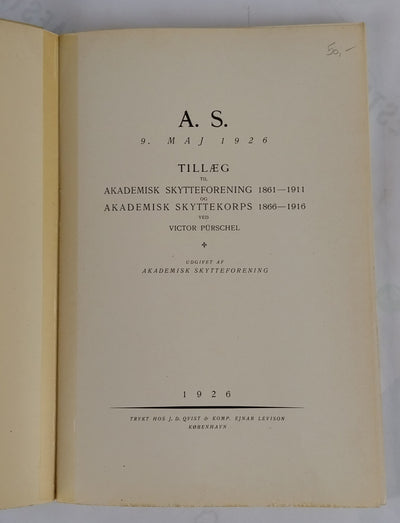 50,-
A. S.
9. MAJ 1926
TILLÆG
TIL
AKADEMISK SKYTTEFORENING 1861—1911
OG
AKADEMISK SKYTTEKORPS 1866—1916
VED
VICTOR PÜRSCHEL
UDGIVET AF
AKADEMISK SKYTTEFORENING
1926
TRYKT HOS J. D. QVIST & KOMP. EJNAR LEVISON
KØBENHAVN